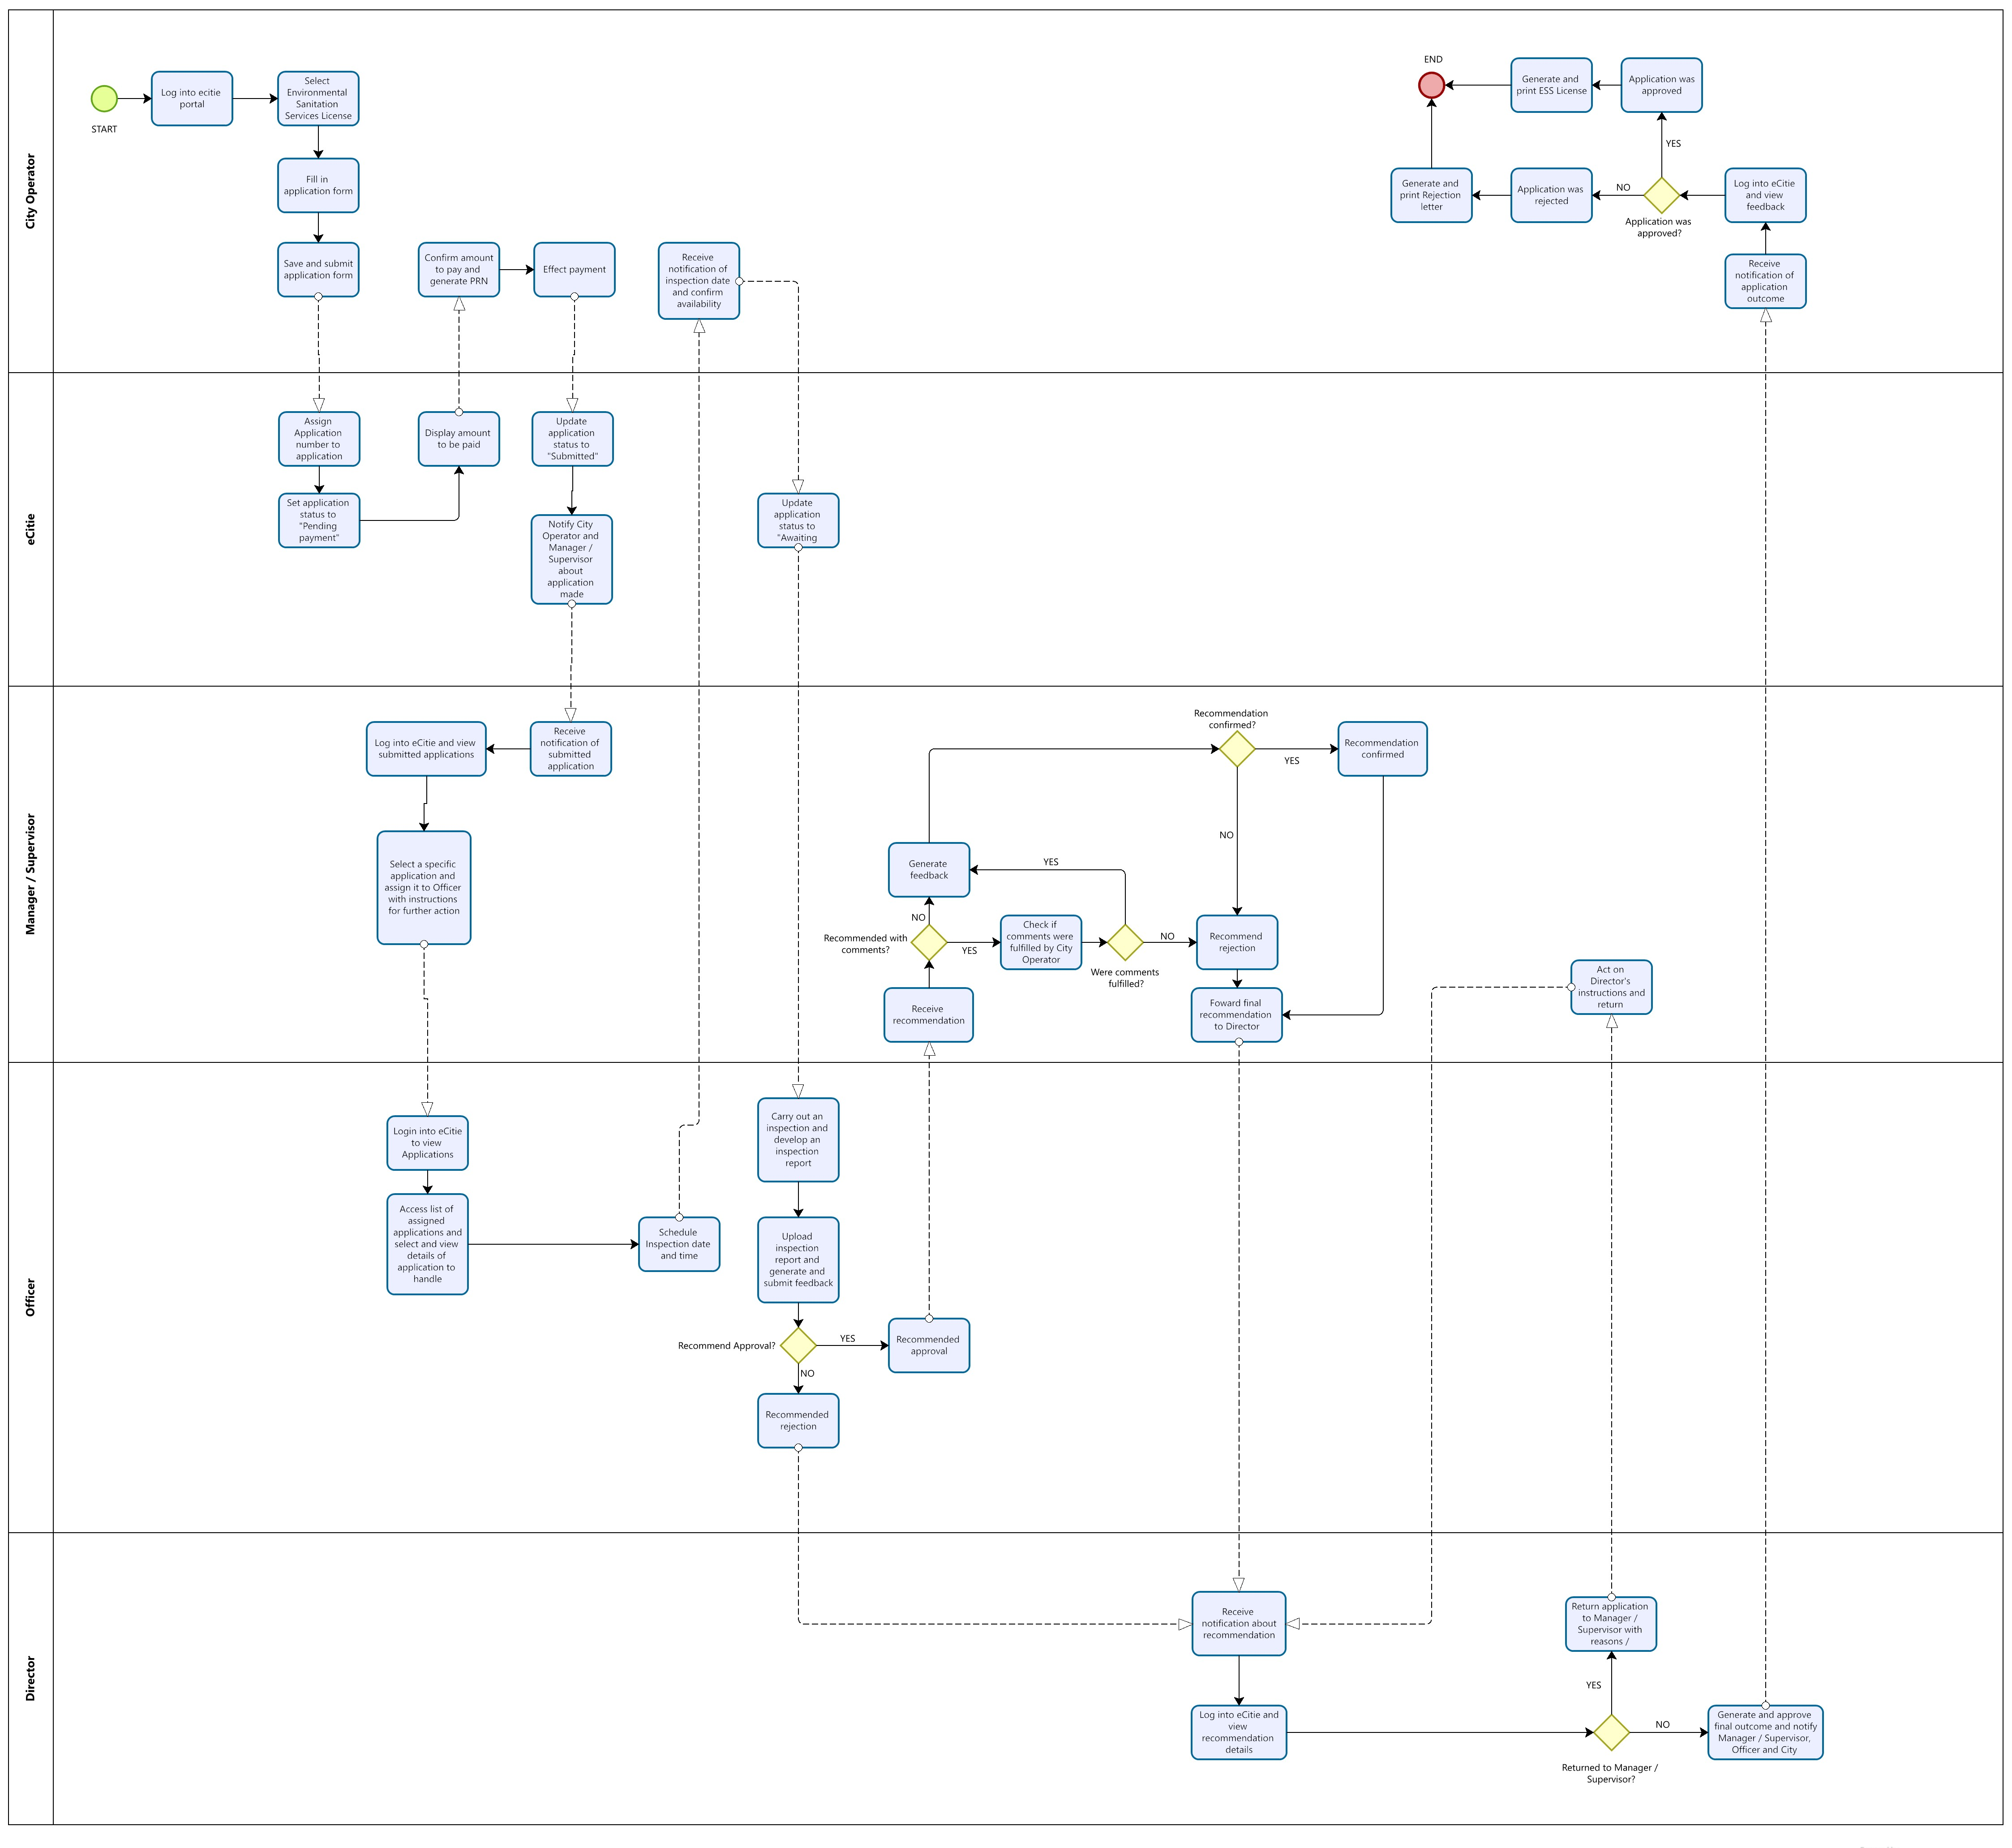 City Operator
START
Log into ecitie
portal
Select
Environmental
Sanitation
Services License
Fill in
application form
Save and submit
application form
Confirm amount
to pay and
generate PRN
Effect payment
Receive
notification of
inspection date
and confirm
availability
END
Generate and
print ESS License
Application was
approved
YES
Generate and
print Rejection
letter
Application was
rejected
NO
Application was
approved?
Log into eCitie
and view
feedback
Receive
notification of
application
outcome
eCitie
Assign
Application
number to
application
Set application
status to
"Pending
payment"
Display amount
to be paid
Update
application
status to
"Submitted"
Notify City
Operator and
Manager /
Supervisor
about
application
made
Update
application
status to
"Awaiting
Manager / Supervisor
Log into eCitie and view
submitted applications
Receive
notification of
submitted
application
Select a specific
application and
assign it to Officer
with instructions
for further action
Recommendation
confirmed?
YES
Recommendation
confirmed
NO
Generate
feedback
YES
NO
Recommended with
comments?
YES
Check if
comments were
fulfilled by City
Operator
NO
Were comments
fulfilled?
Recommend
rejection
Receive
recommendation
Foward final
recommendation
to Director
Act on
Director's
instructions and
return
Officer
Login into eCitie
to view
Applications
Access list of
assigned
applications and
select and view
details of
application to
handle
Schedule
Inspection date
and time
Carry out an
inspection and
develop an
inspection
report
Upload
inspection
report and
generate and
submit feedback
Recommend Approval?
YES
NO
Recommended
approval
Recommended
rejection
Director
Receive
notification about
recommendation
Log into eCitie and
view
recommendation
details
Return application
to Manager /
Supervisor with
reasons /
YES
NO
Returned to Manager /
Supervisor?
Generate and approve
final outcome and notify
Manager / Supervisor,
Officer and City